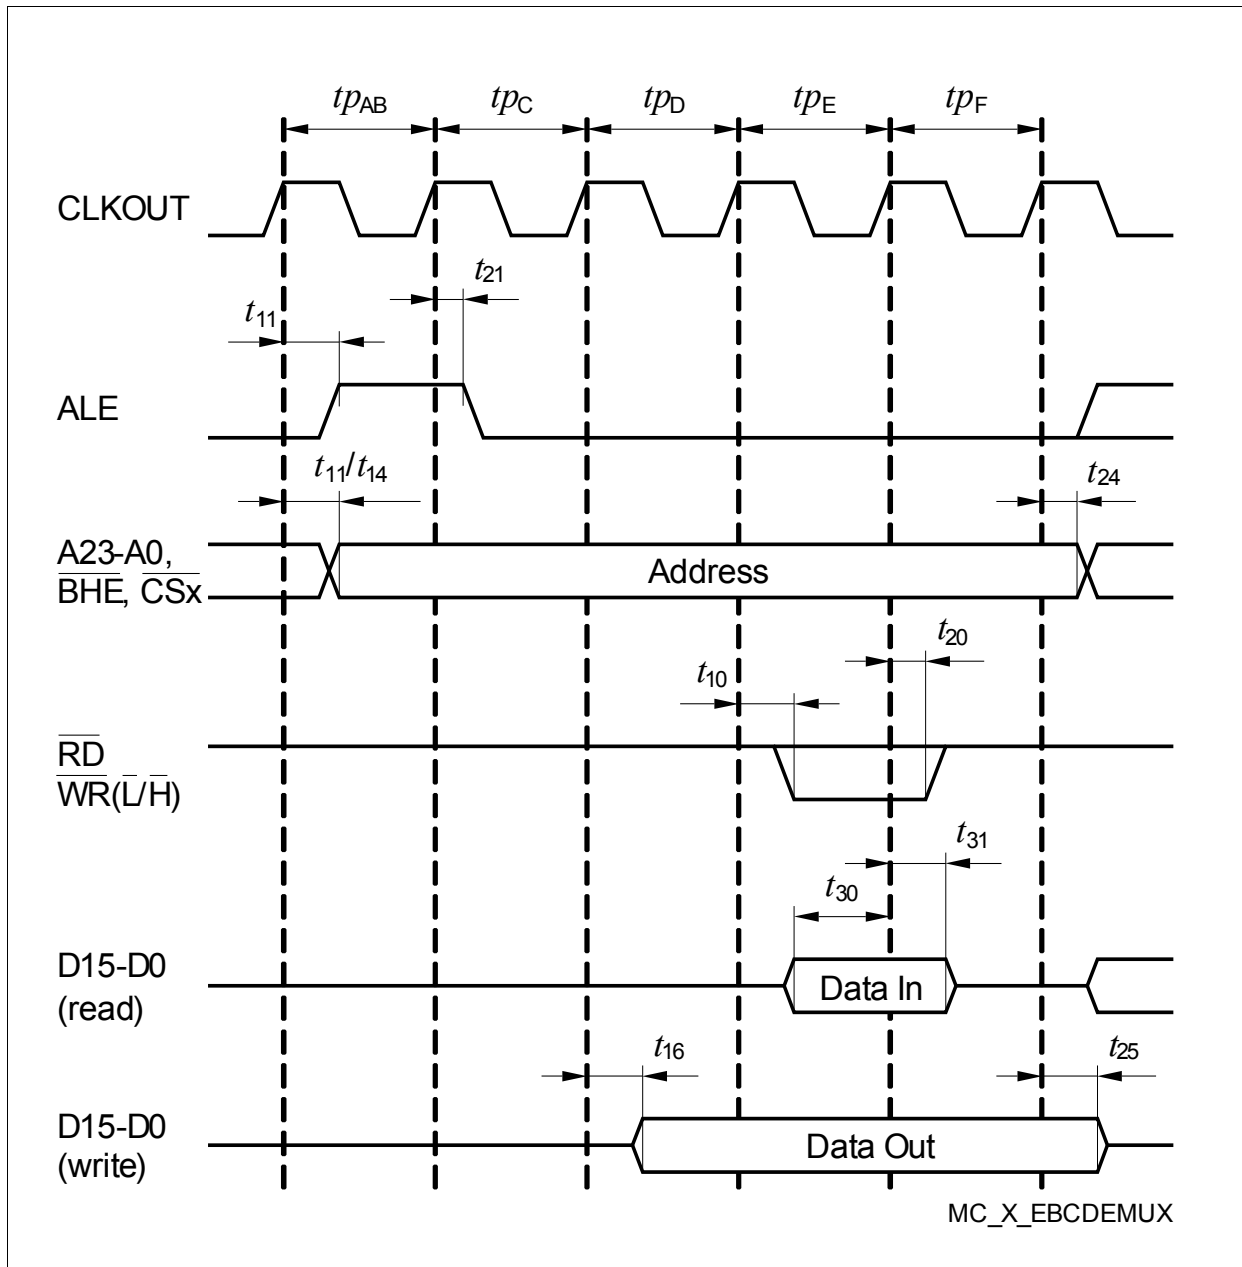 tpAB tpC tpD tpE tpF
CLKOUT
t21
t11
ALE
t11/t14 t24
A23-A0,
BHE, CSx
Address
t20
t10
RD
WR(L/H)
t31
t30
D15-D0
(read)
Data In
t16 t25
D15-D0
(write)
Data Out
MC_X_EBCDEMUX